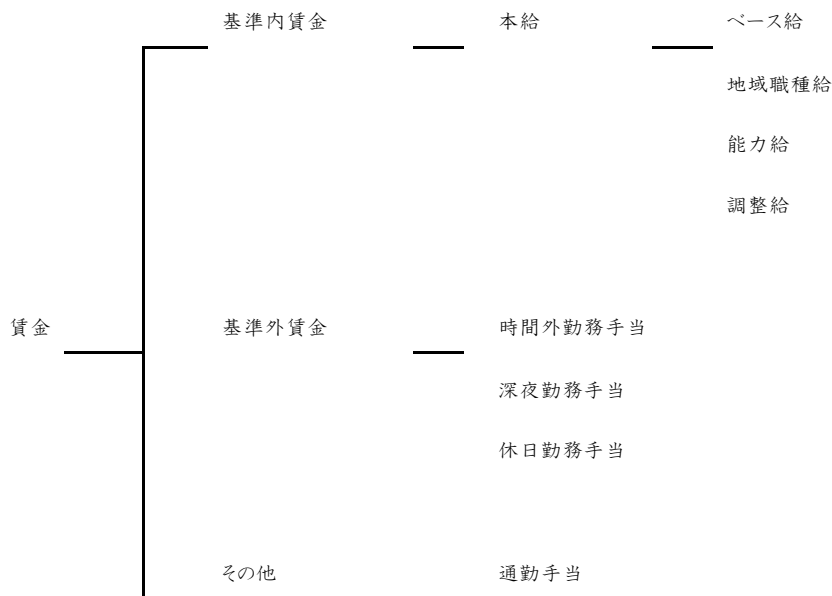 基準内賃金 本給 ベース給
地域職種給
能力給
調整給
賃金 基準外賃金 時間外勤務手当
深夜勤務手当
休日勤務手当
その他 通勤手当